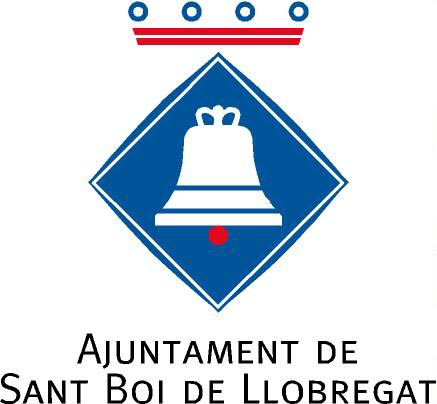 AJUNTAMENT DE
SANT BOI DE LLOBREGAT